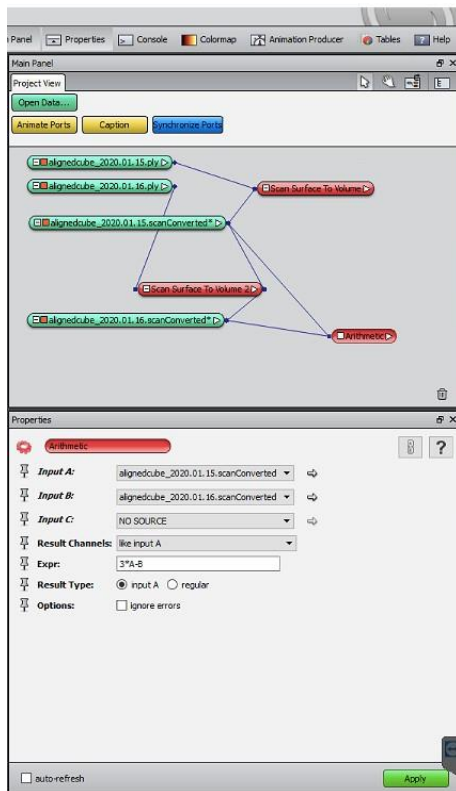 Panel Properties Console Colormap Animation Producer Tables Help
Main Panel
Project View
Open Data...
Animate Ports Caption Synchronize Ports
alignedcube_2020.01.15.ply
alignedcube_2020.01.16.ply
Scan Surface To Volume
alignedcube_2020.01.15.scanConverted*
Scan Surface To Volume 2
alignedcube_2020.01.16.scanConverted*
Arithmetic
Properties
Arithmetic
?
Input A: alignedcube_2020.01.15.scanConverted
Input B: alignedcube_2020.01.16.scanConverted
Input C: NO SOURCE
Result Channels: like input A
Expr: 3*A-B
Result Type: input A regular
Options: ignore errors
auto-refresh Apply